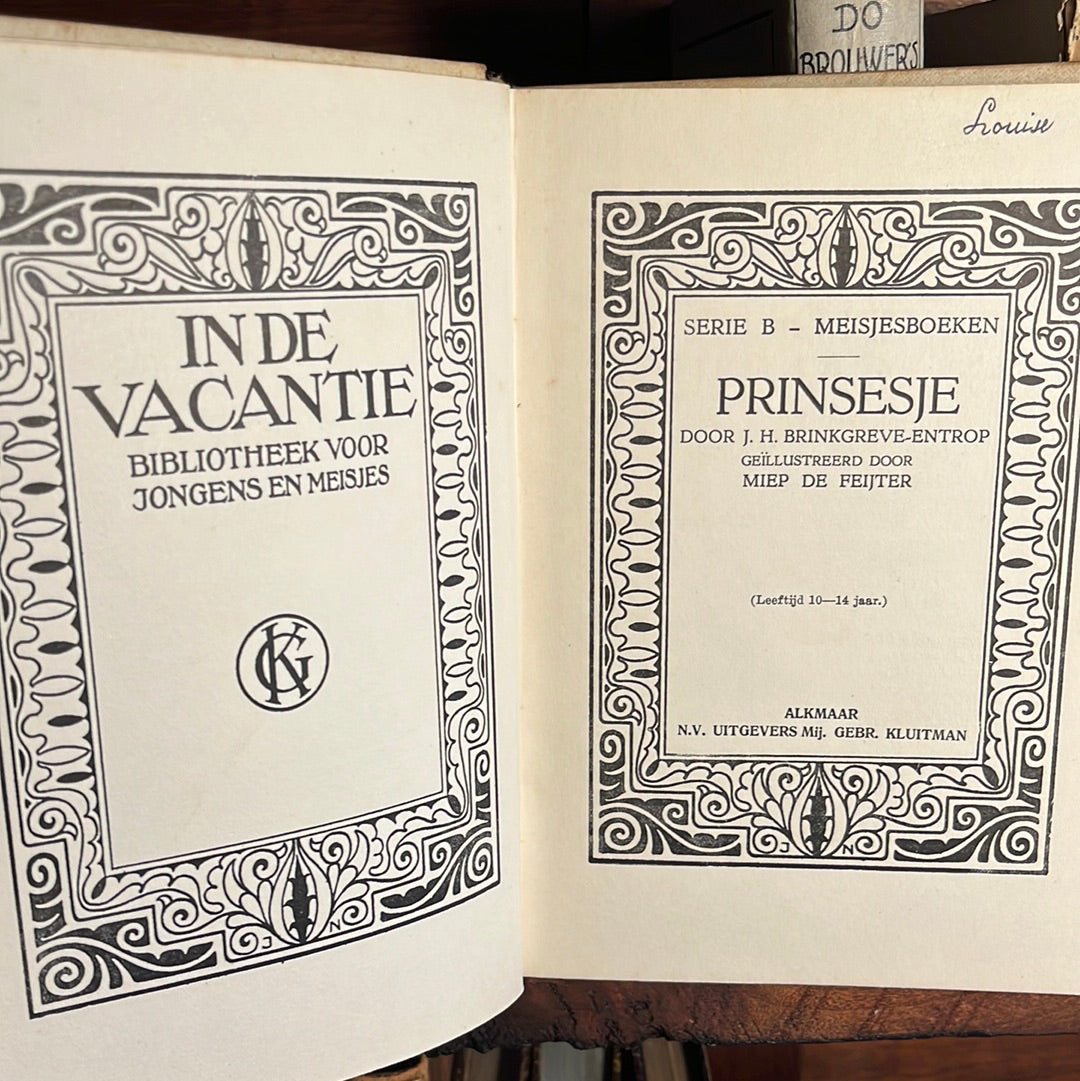 DO
BROUWER'S
IN DE
VACANTIE
BIBLIOTHEEK VOOR
JONGENS EN MEISJES
GK
J N
Louise
SERIE B – MEISJESBOEKEN
PRINSESJE
DOOR J. H. BRINKGREVE-ENTROP
GEÏLLUSTREERD DOOR
MIEP DE FEIJTER
(Leeftijd 10—14 jaar.)
ALKMAAR
N.V. UITGEVERS Mij. GEBR. KLUITMAN
J N